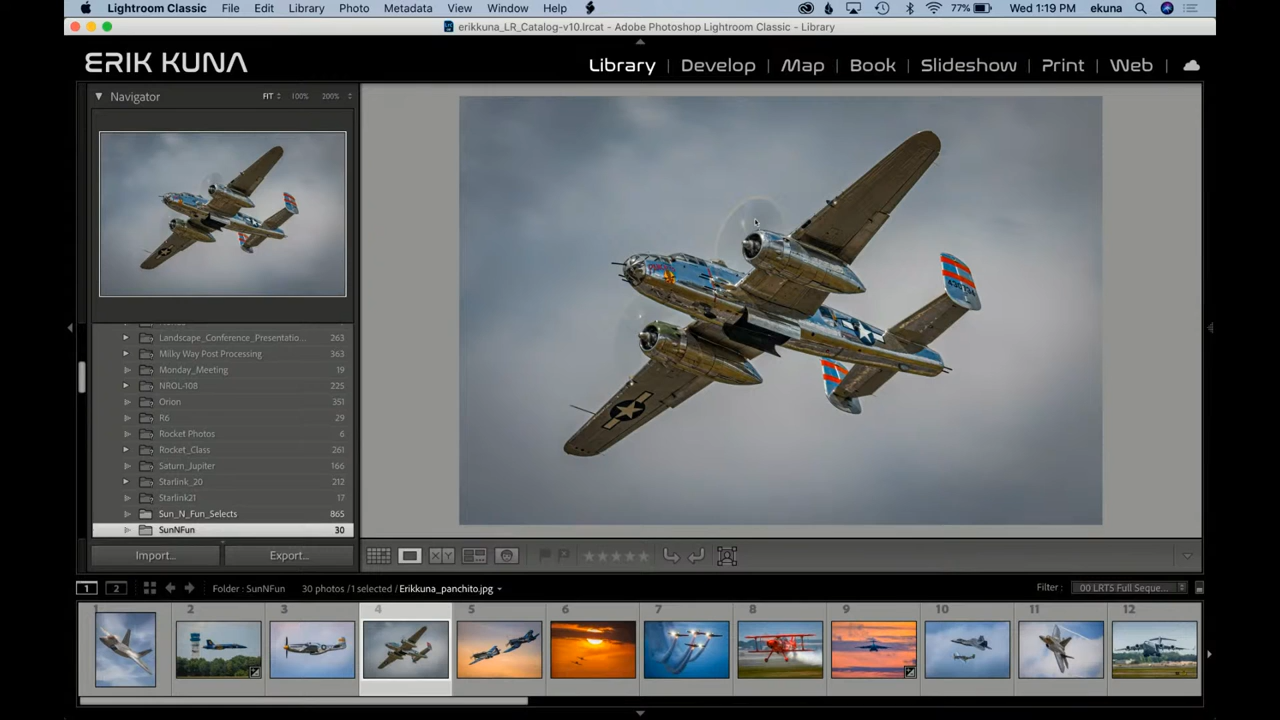 Lightroom Classic File Edit Library Photo Metadata View Window Help 77% Wed 1:19 PM ekuna
erikkuna_LR_Catalog-v10.lrcat - Adobe Photoshop Lightroom Classic - Library
ERIK KUNA Library | Develop | Map | Book | Slideshow | Print | Web
Navigator FIT 100% 200%
Landscape_Conference_Presentatio... 263
Milky Way Post Processing 363
Monday_Meeting 19
NROL-108 225
Orion 351
R6 29
Rocket Photos 6
Rocket_Class 261
Saturn_Jupiter 166
Starlink_20 212
Starlink21 17
Sun_N_Fun_Selects 865
SunNFun 30
Import... Export...
XY
1 2 Folder : SunNFun 30 photos / 1 selected / Erikkuna_panchito.jpg Filter : 00 LRT5 Full Seque...
1 2 3 4 5 6 7 8 9 10 11 12